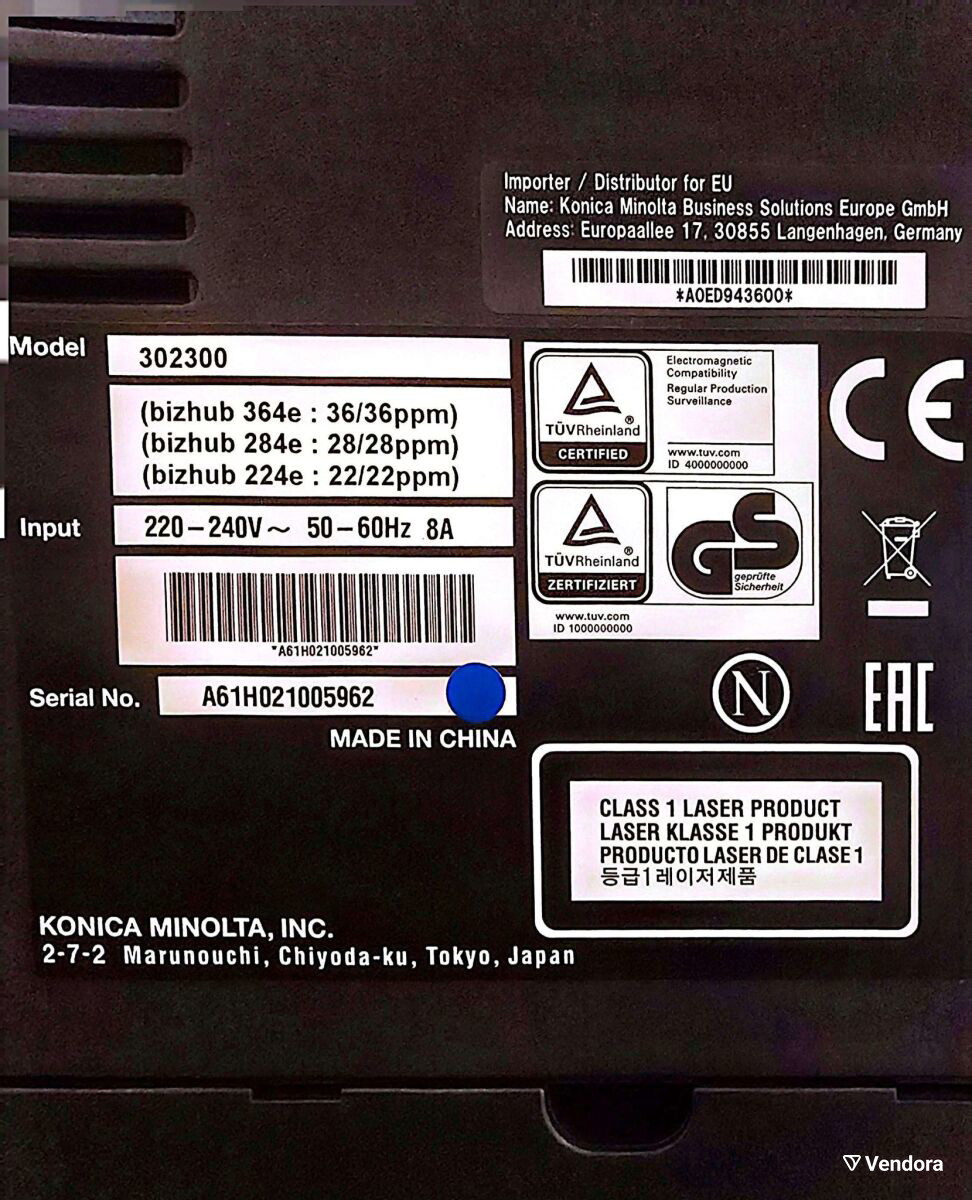 Importer / Distributor for EU
Name: Konica Minolta Business Solutions Europe GmbH
Address: Europaallee 17, 30855 Langenhagen, Germany
*A0ED943600*
Model
302300
(bizhub 364e : 36/36ppm)
(bizhub 284e : 28/28ppm)
(bizhub 224e : 22/22ppm)
Input
220–240V～ 50–60Hz 8A
*A61H021005962*
Serial No.
A61H021005962
MADE IN CHINA
TÜVRheinland®
CERTIFIED
Electromagnetic
Compatibility
Regular Production
Surveillance
www.tuv.com
ID 4000000000
TÜVRheinland®
ZERTIFIZIERT
GS
geprüfte
Sicherheit
www.tuv.com
ID 1000000000
CE
N
EAC
CLASS 1 LASER PRODUCT
LASER KLASSE 1 PRODUKT
PRODUCTO LASER DE CLASE 1
등급1레이저제품
KONICA MINOLTA, INC.
2-7-2 Marunouchi, Chiyoda-ku, Tokyo, Japan
Vendora